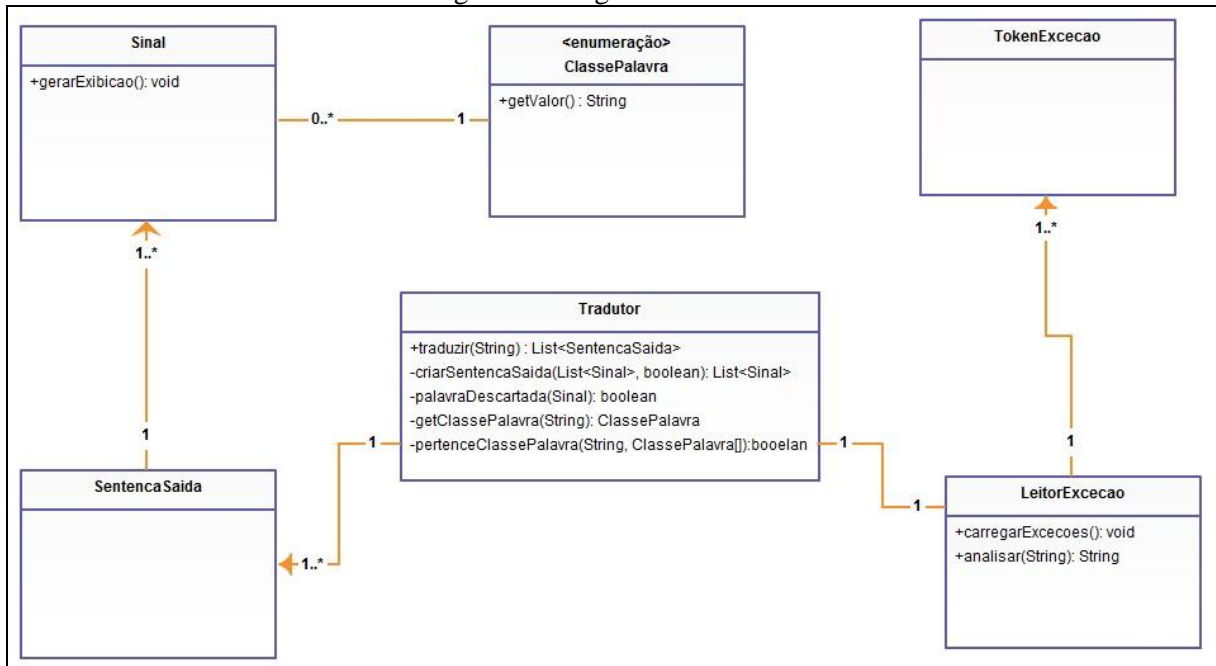 Sinal
+gerarExibicao(): void
<enumeração>
ClassePalavra
+getValor() : String
TokenExcecao
0..*
1
1..*
1..*
Tradutor
+traduzir(String) : List<SentencaSaida>
-criarSentencaSaida(List<Sinal>, boolean): List<Sinal>
-palavraDescartada(Sinal): boolean
-getClassePalavra(String): ClassePalavra
-pertenceClassePalavra(String, ClassePalavra[]):booelan
1
1
1
1
SentencaSaida
1..*
LeitorExcecao
+carregarExcecoes(): void
+analisar(String): String
1